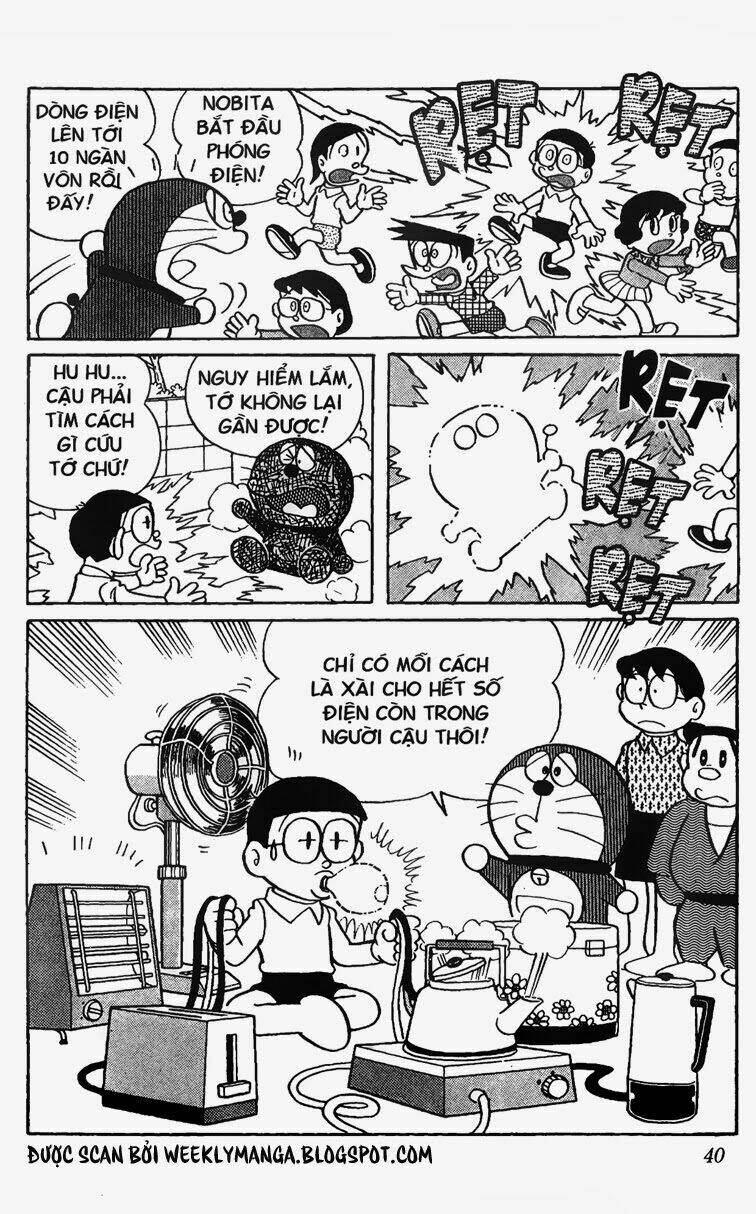 DÒNG ĐIỆN
LÊN TỚI
10 NGÀN
VÔN RỒI
ĐẤY!
NOBITA
BẮT ĐẦU
PHÓNG
ĐIỆN!
RẸT
RẸT
HU HU...
CẬU PHẢI
TÌM CÁCH
GÌ CỨU
TỚ CHỨ!
NGUY HIỂM LẮM,
TỚ KHÔNG LẠI
GẦN ĐƯỢC!
RẸT
RẸT
RẸT
CHỈ CÓ MỖI CÁCH
LÀ XÀI CHO HẾT SỐ
ĐIỆN CÒN TRONG
NGƯỜI CẬU THÔI!
ĐƯỢC SCAN BỞI WEEKLYMANGA.BLOGSPOT.COM
40